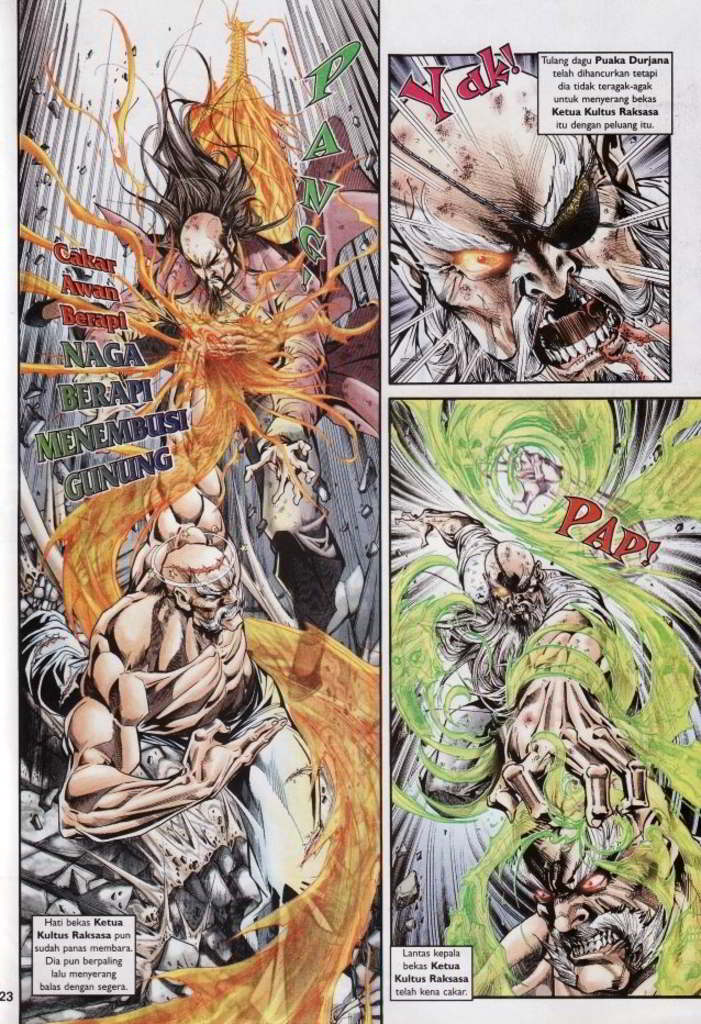 PANG!
Cakar
Awan
Berapi
NAGA
BERAPI
MENEMBUSI
GUNUNG
Hati bekas Ketua
Kultus Raksasa pun
sudah panas membara.
Dia pun berpaling
lalu menyerang
balas dengan segera.
23
Yak!
Tulang dagu Puaka Durjana
telah dihancurkan tetapi
dia tidak teragak-agak
untuk menyerang bekas
Ketua Kultus Raksasa
itu dengan peluang itu.
PAP!
Lantas kepala
bekas Ketua
Kultus Raksasa
telah kena cakar.